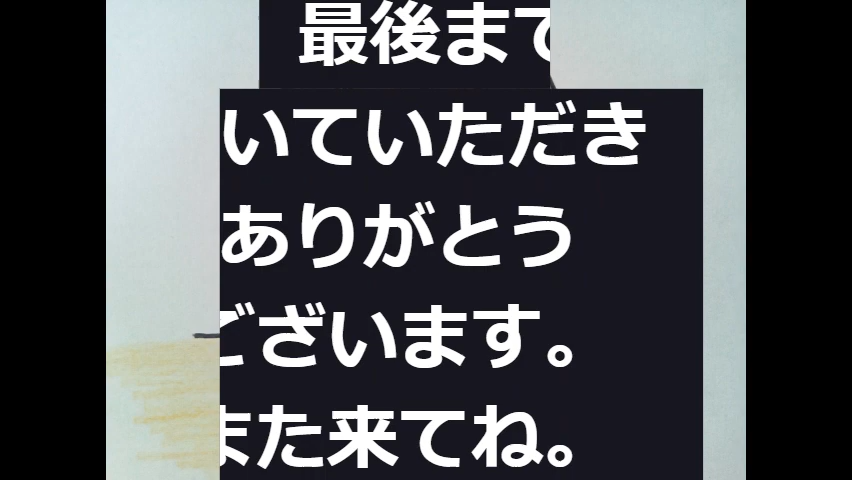 最後まで
いていただき
ありがとう
ございます。
また来てね。